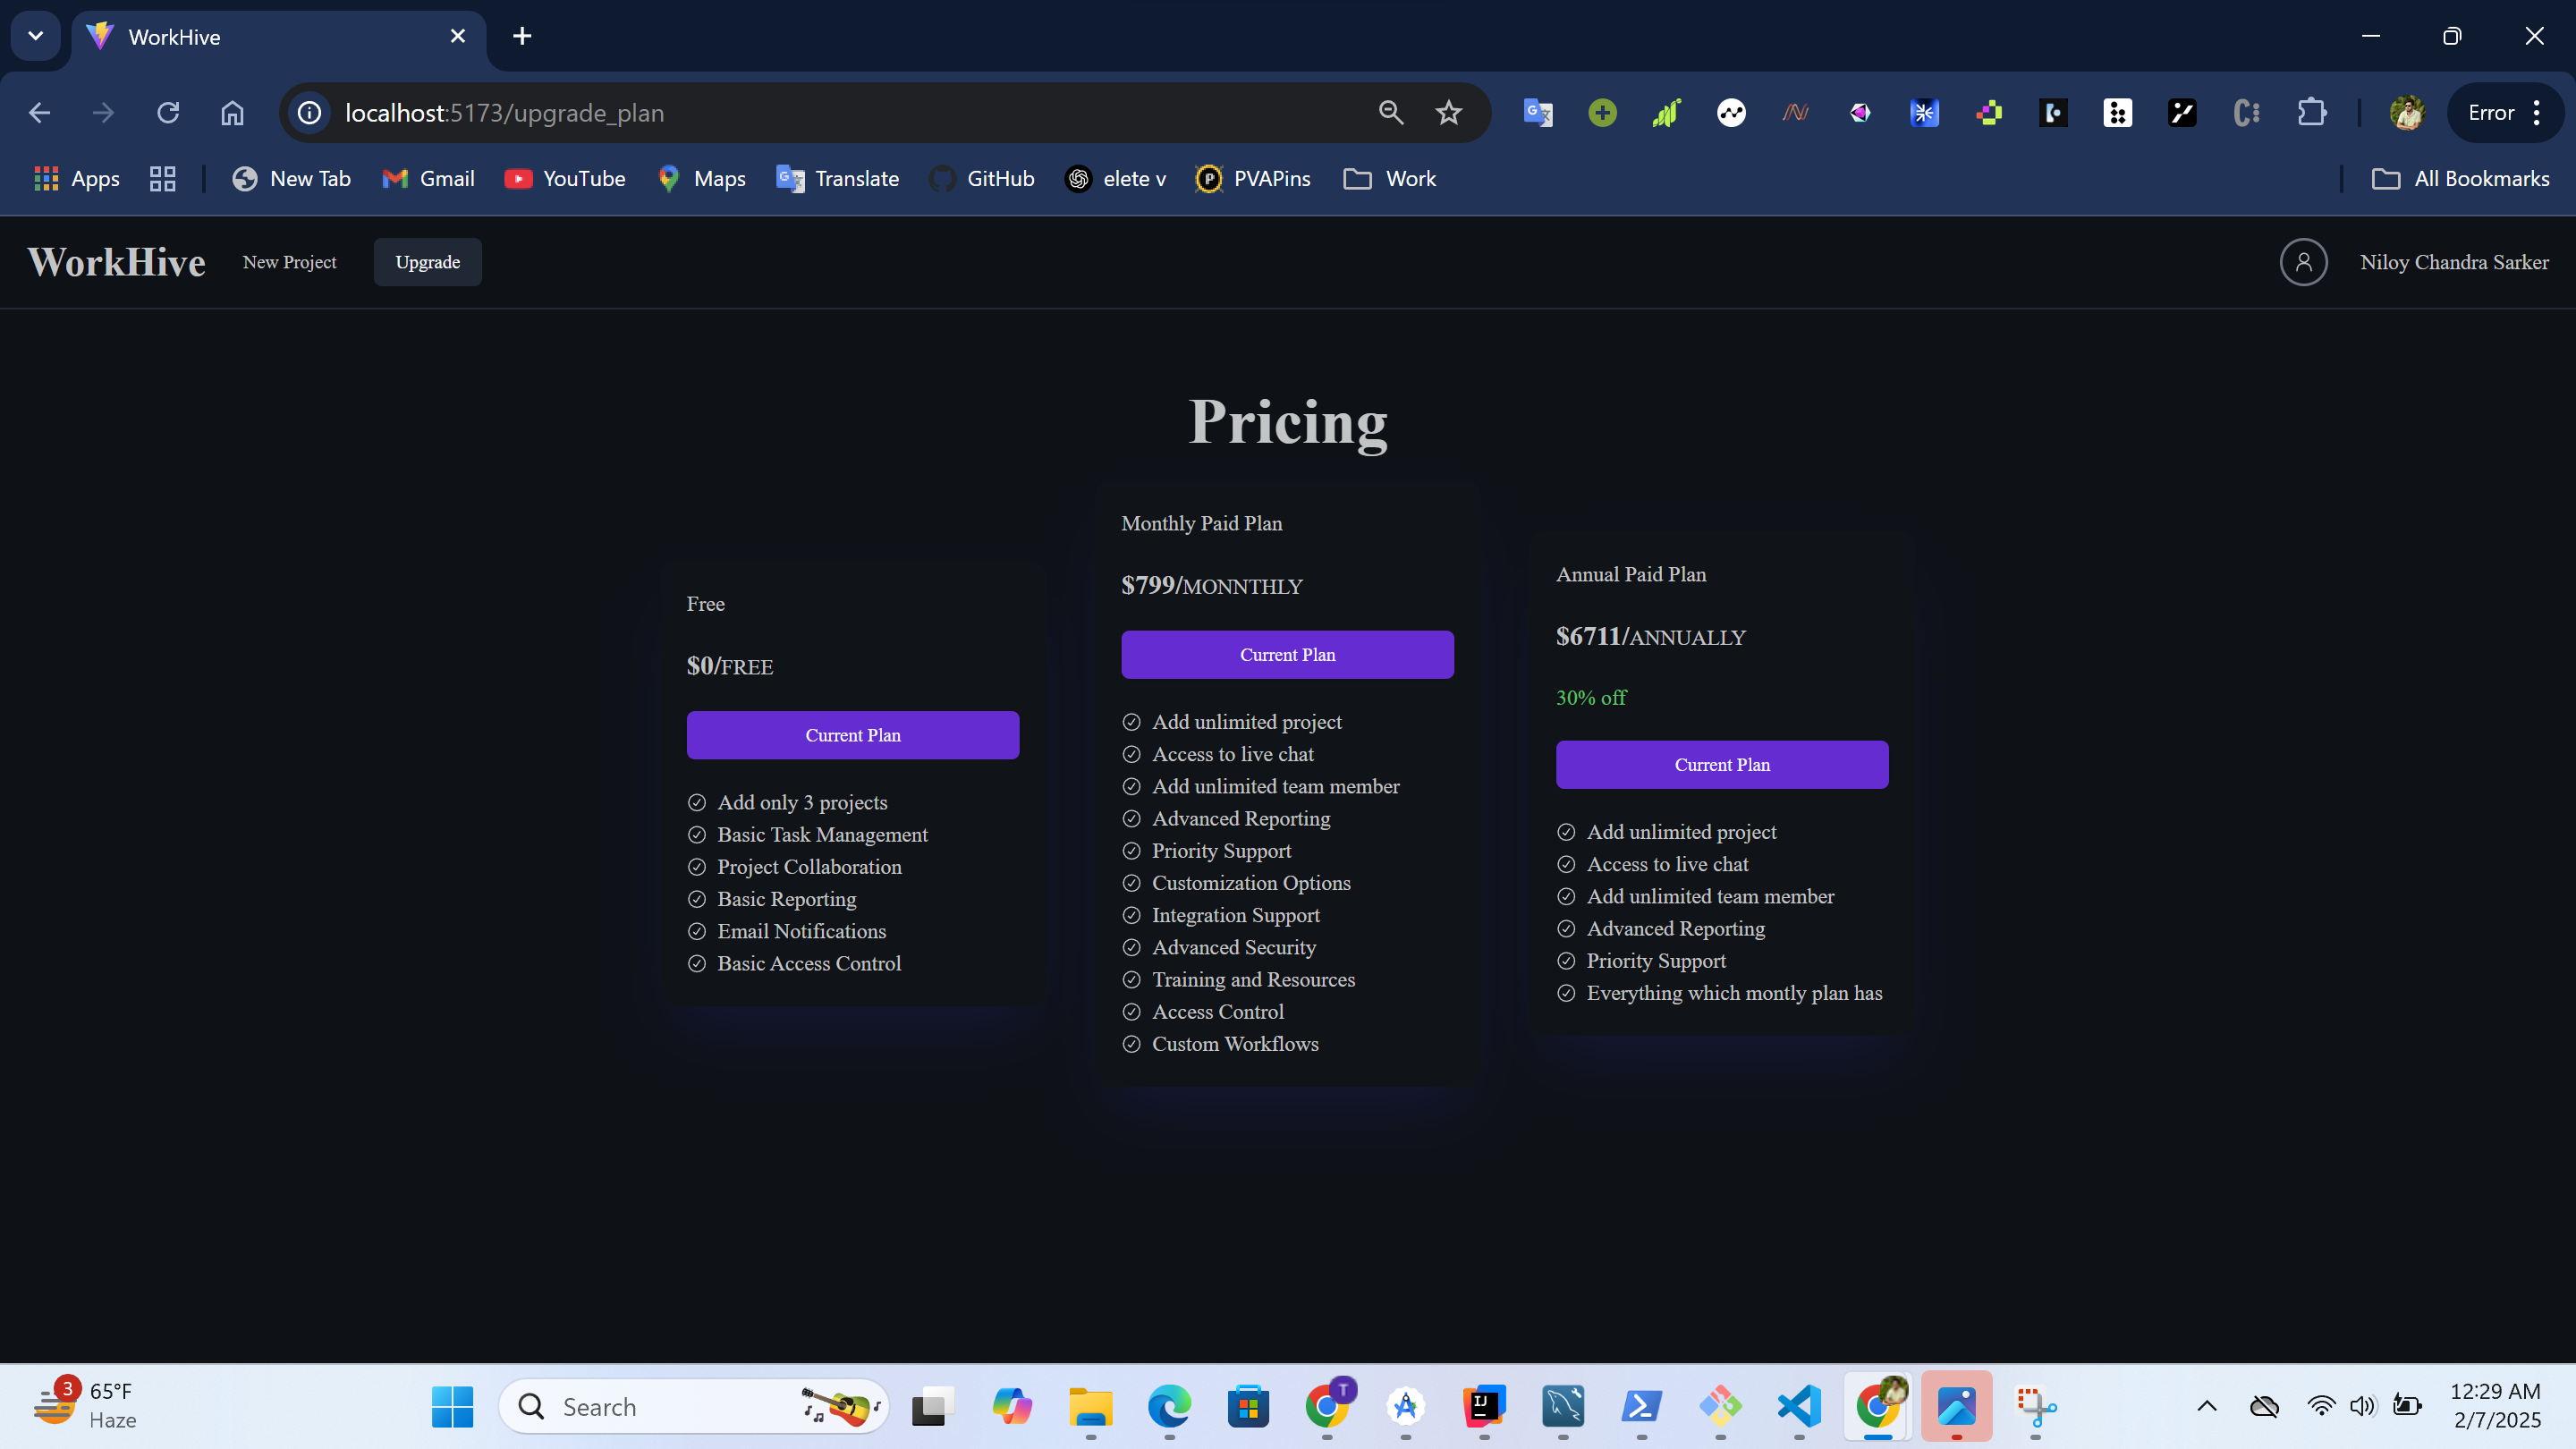 WorkHive
localhost:5173/upgrade_plan
Error
Apps
New Tab
Gmail
YouTube
Maps
Translate
GitHub
elete v
PVAPins
Work
All Bookmarks
WorkHive
New Project
Upgrade
Niloy Chandra Sarker
Pricing
Free
$0/FREE
Current Plan
Add only 3 projects
Basic Task Management
Project Collaboration
Basic Reporting
Email Notifications
Basic Access Control
Monthly Paid Plan
$799/MONNTHLY
Current Plan
Add unlimited project
Access to live chat
Add unlimited team member
Advanced Reporting
Priority Support
Customization Options
Integration Support
Advanced Security
Training and Resources
Access Control
Custom Workflows
Annual Paid Plan
$6711/ANNUALLY
30% off
Current Plan
Add unlimited project
Access to live chat
Add unlimited team member
Advanced Reporting
Priority Support
Everything which montly plan has
3
65°F
Haze
Search
T
IJ
12:29 AM
2/7/2025